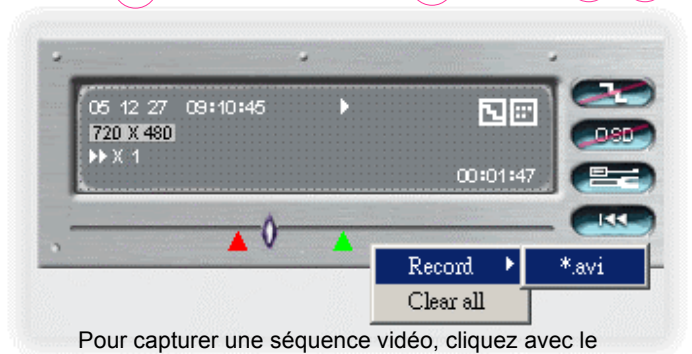 05 12 27 09:10:45
720 X 480
X 1
00:01:47
OSD
Record
*.avi
Clear all
Pour capturer une séquence vidéo, cliquez avec le